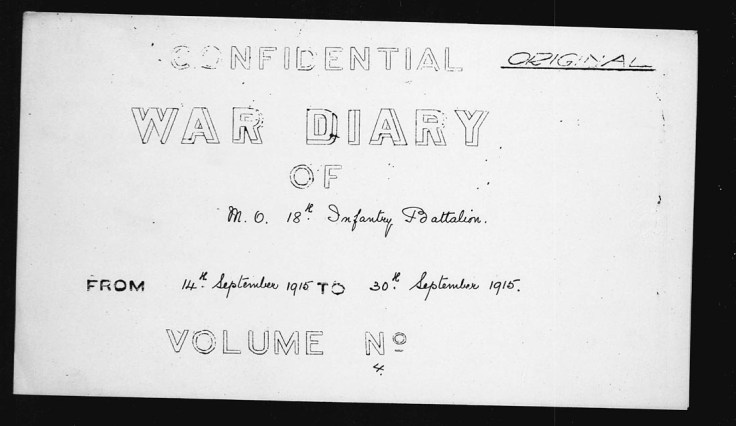 CONFIDENTIAL ORIGINAL
WAR DIARY
OF
M. O. 18th. Infantry Battalion.
FROM 14th. September 1915 TO 30th. September 1915.
VOLUME No
4.